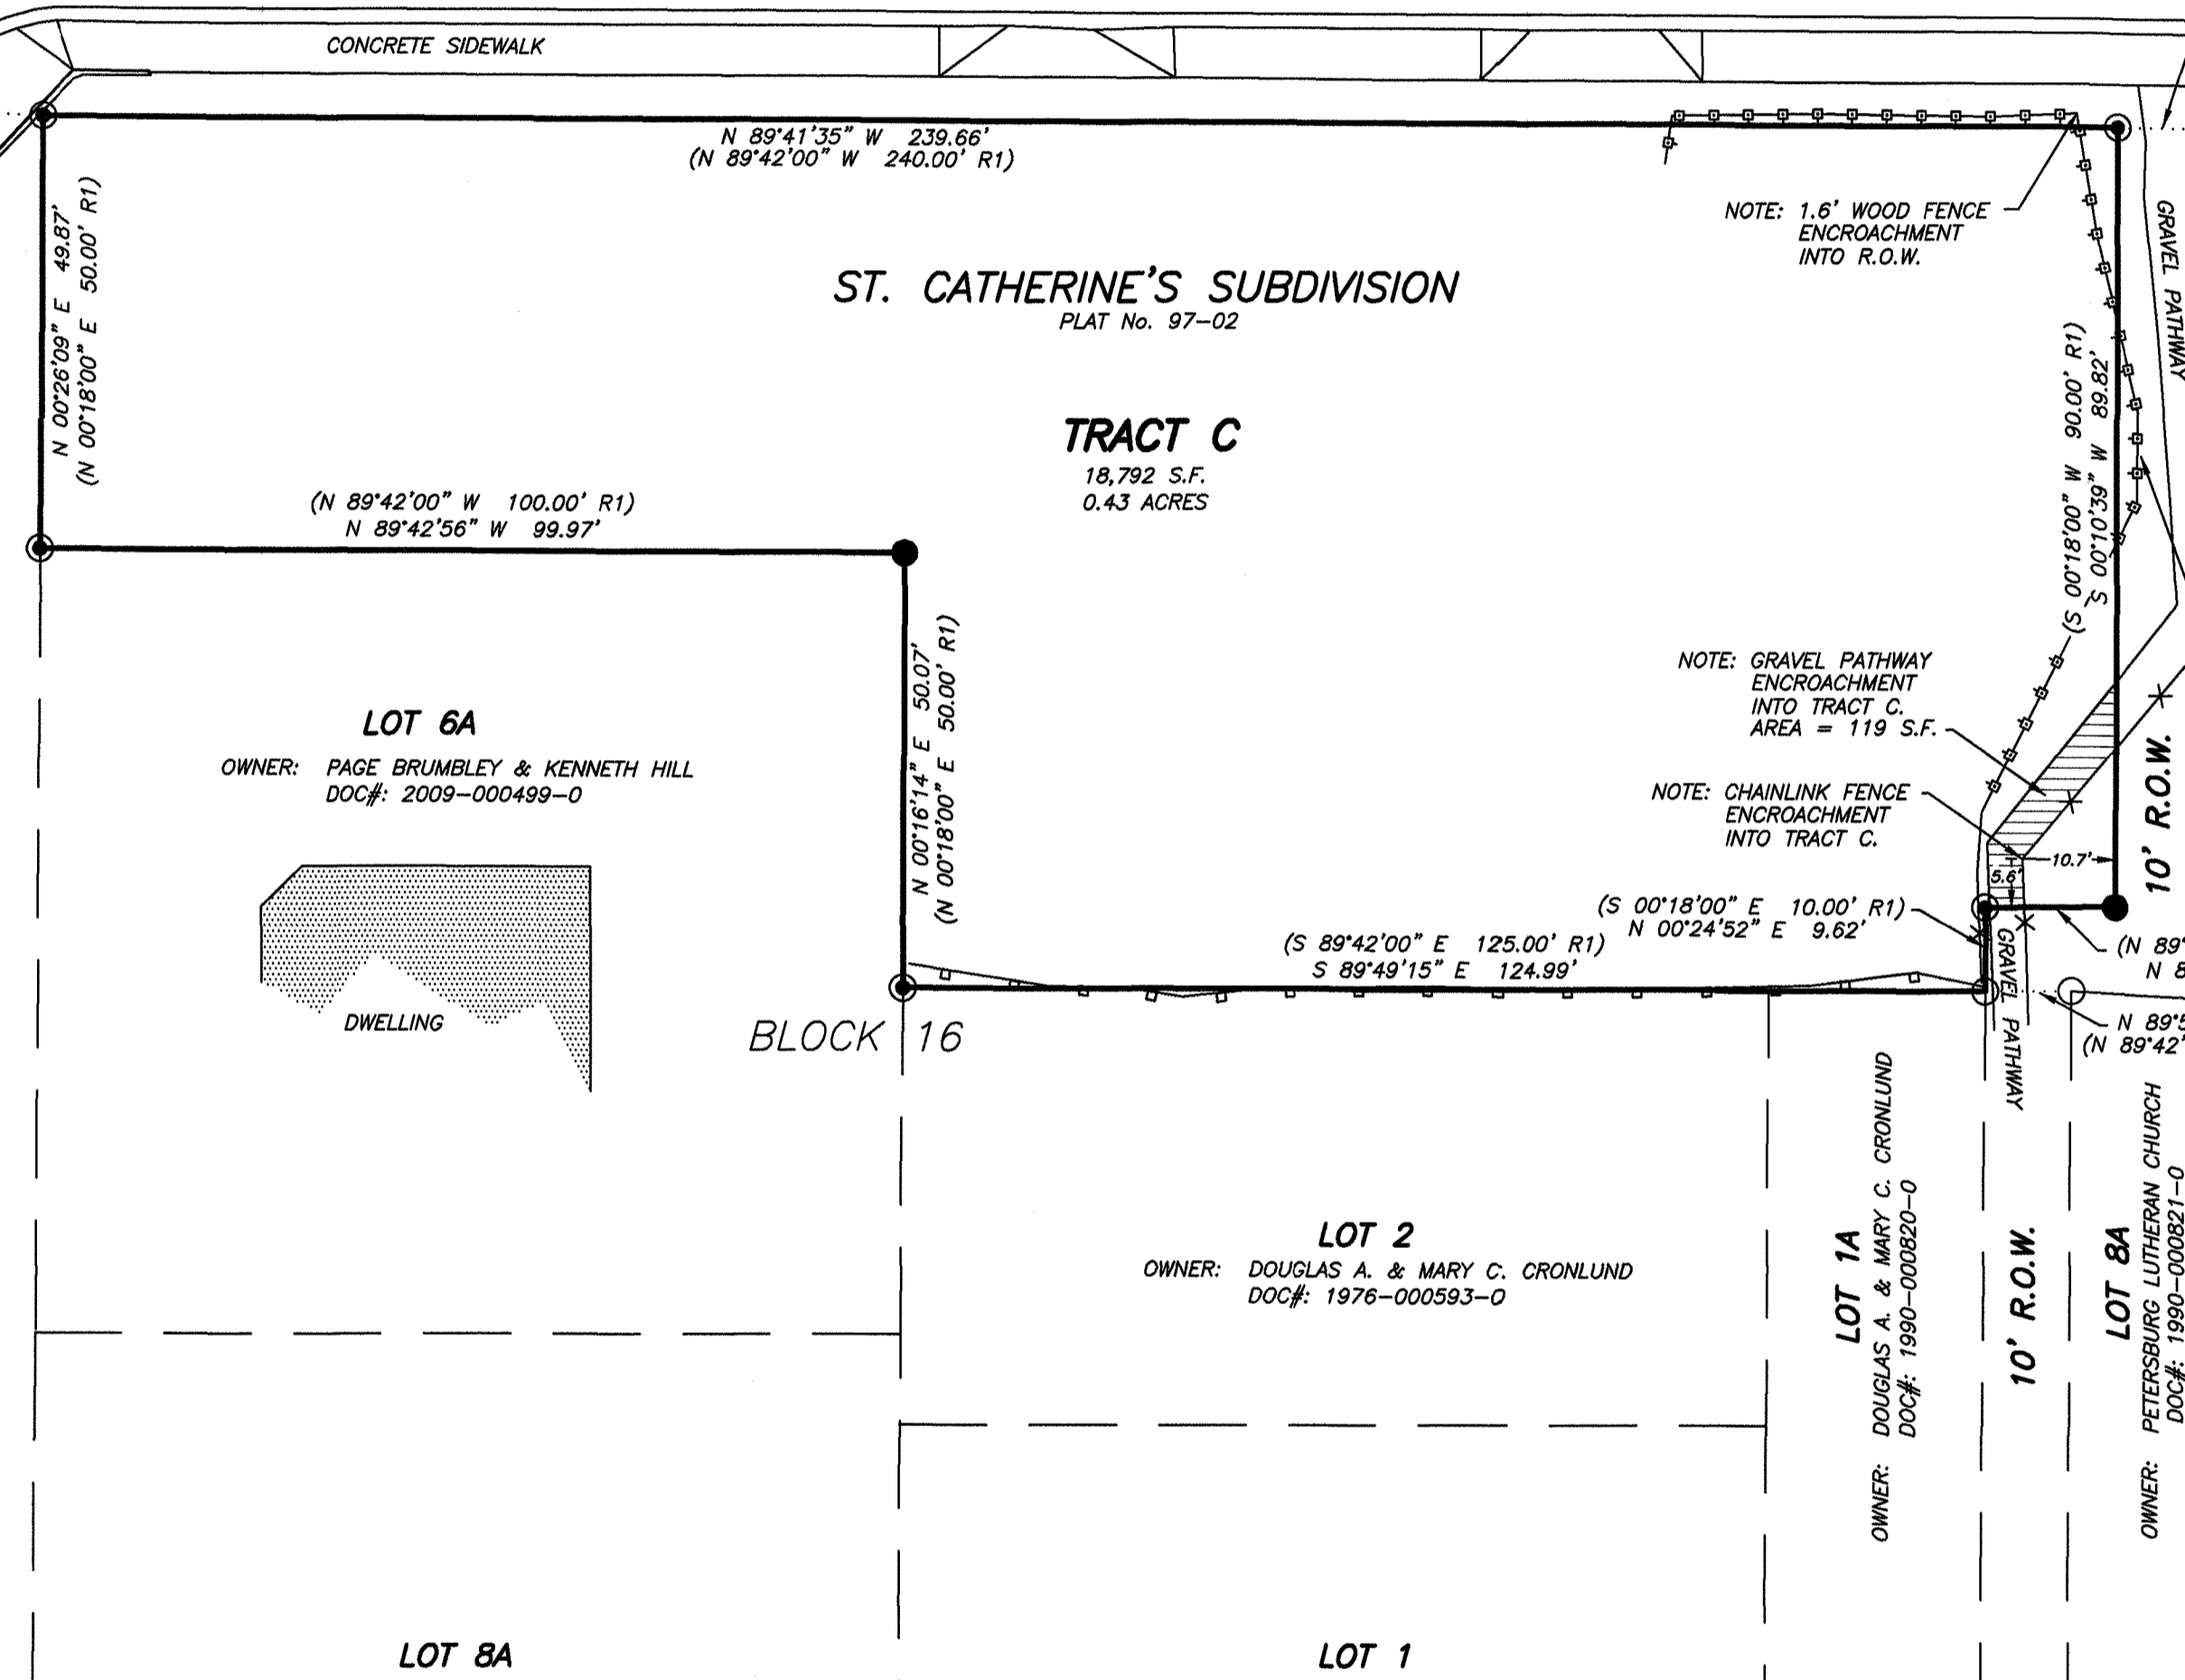 CONCRETE SIDEWALK
N 89°41'35" W 239.66'
(N 89°42'00" W 240.00' R1)
N 00°26'09" E 49.87'
(N 00°18'00" E 50.00' R1)
NOTE: 1.6' WOOD FENCE
ENCROACHMENT
INTO R.O.W.
GRAVEL PATHWAY
ST. CATHERINE'S SUBDIVISION
PLAT No. 97-02
TRACT C
18,792 S.F.
0.43 ACRES
(S 00°18'00" W 90.00' R1)
S 00°10'39" W 89.82'
(N 89°42'00" W 100.00' R1)
N 89°42'56" W 99.97'
N 00°16'14" E 50.07'
(N 00°18'00" E 50.00' R1)
NOTE: GRAVEL PATHWAY
ENCROACHMENT
INTO TRACT C.
AREA = 119 S.F.
LOT 6A
OWNER: PAGE BRUMBLEY & KENNETH HILL
DOC#: 2009-000499-0
NOTE: CHAINLINK FENCE
ENCROACHMENT
INTO TRACT C.
10' R.O.W.
10.7'
5.6'
(S 00°18'00" E 10.00' R1)
N 00°24'52" E 9.62'
(S 89°42'00" E 125.00' R1)
S 89°49'15" E 124.99'
(N 89°
N 8
N 89°5
(N 89°42'
GRAVEL PATHWAY
DWELLING
BLOCK 16
LOT 2
OWNER: DOUGLAS A. & MARY C. CRONLUND
DOC#: 1976-000593-0
LOT 1A
OWNER: DOUGLAS A. & MARY C. CRONLUND
DOC#: 1990-000820-0
10' R.O.W.
LOT 8A
OWNER: PETERSBURG LUTHERAN CHURCH
DOC#: 1990-000821-0
LOT 8A
LOT 1